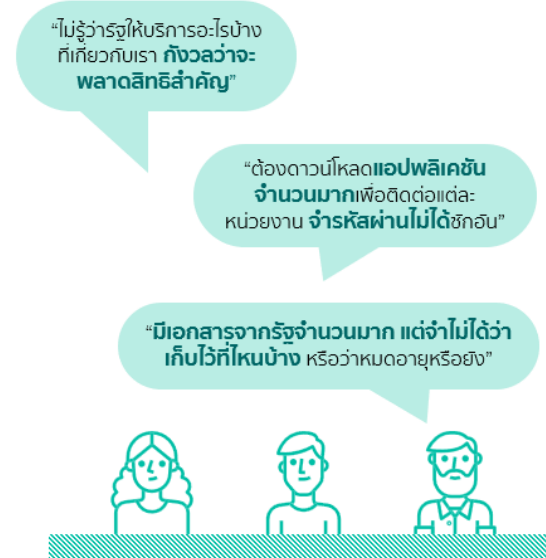 “ไม่รู้ว่ารัฐให้บริการอะไรบ้าง
ที่เกี่ยวกับเรา กังวลว่าจะ
พลาดสิทธิสำคัญ”
“ต้องดาวน์โหลดแอปพลิเคชัน
จำนวนมากเพื่อติดต่อแต่ละ
หน่วยงาน จำรหัสผ่านไม่ได้ซักอัน”
“มีเอกสารจากรัฐจำนวนมาก แต่จำไม่ได้ว่า
เก็บไว้ที่ไหนบ้าง หรือว่าหมดอายุหรือยัง”